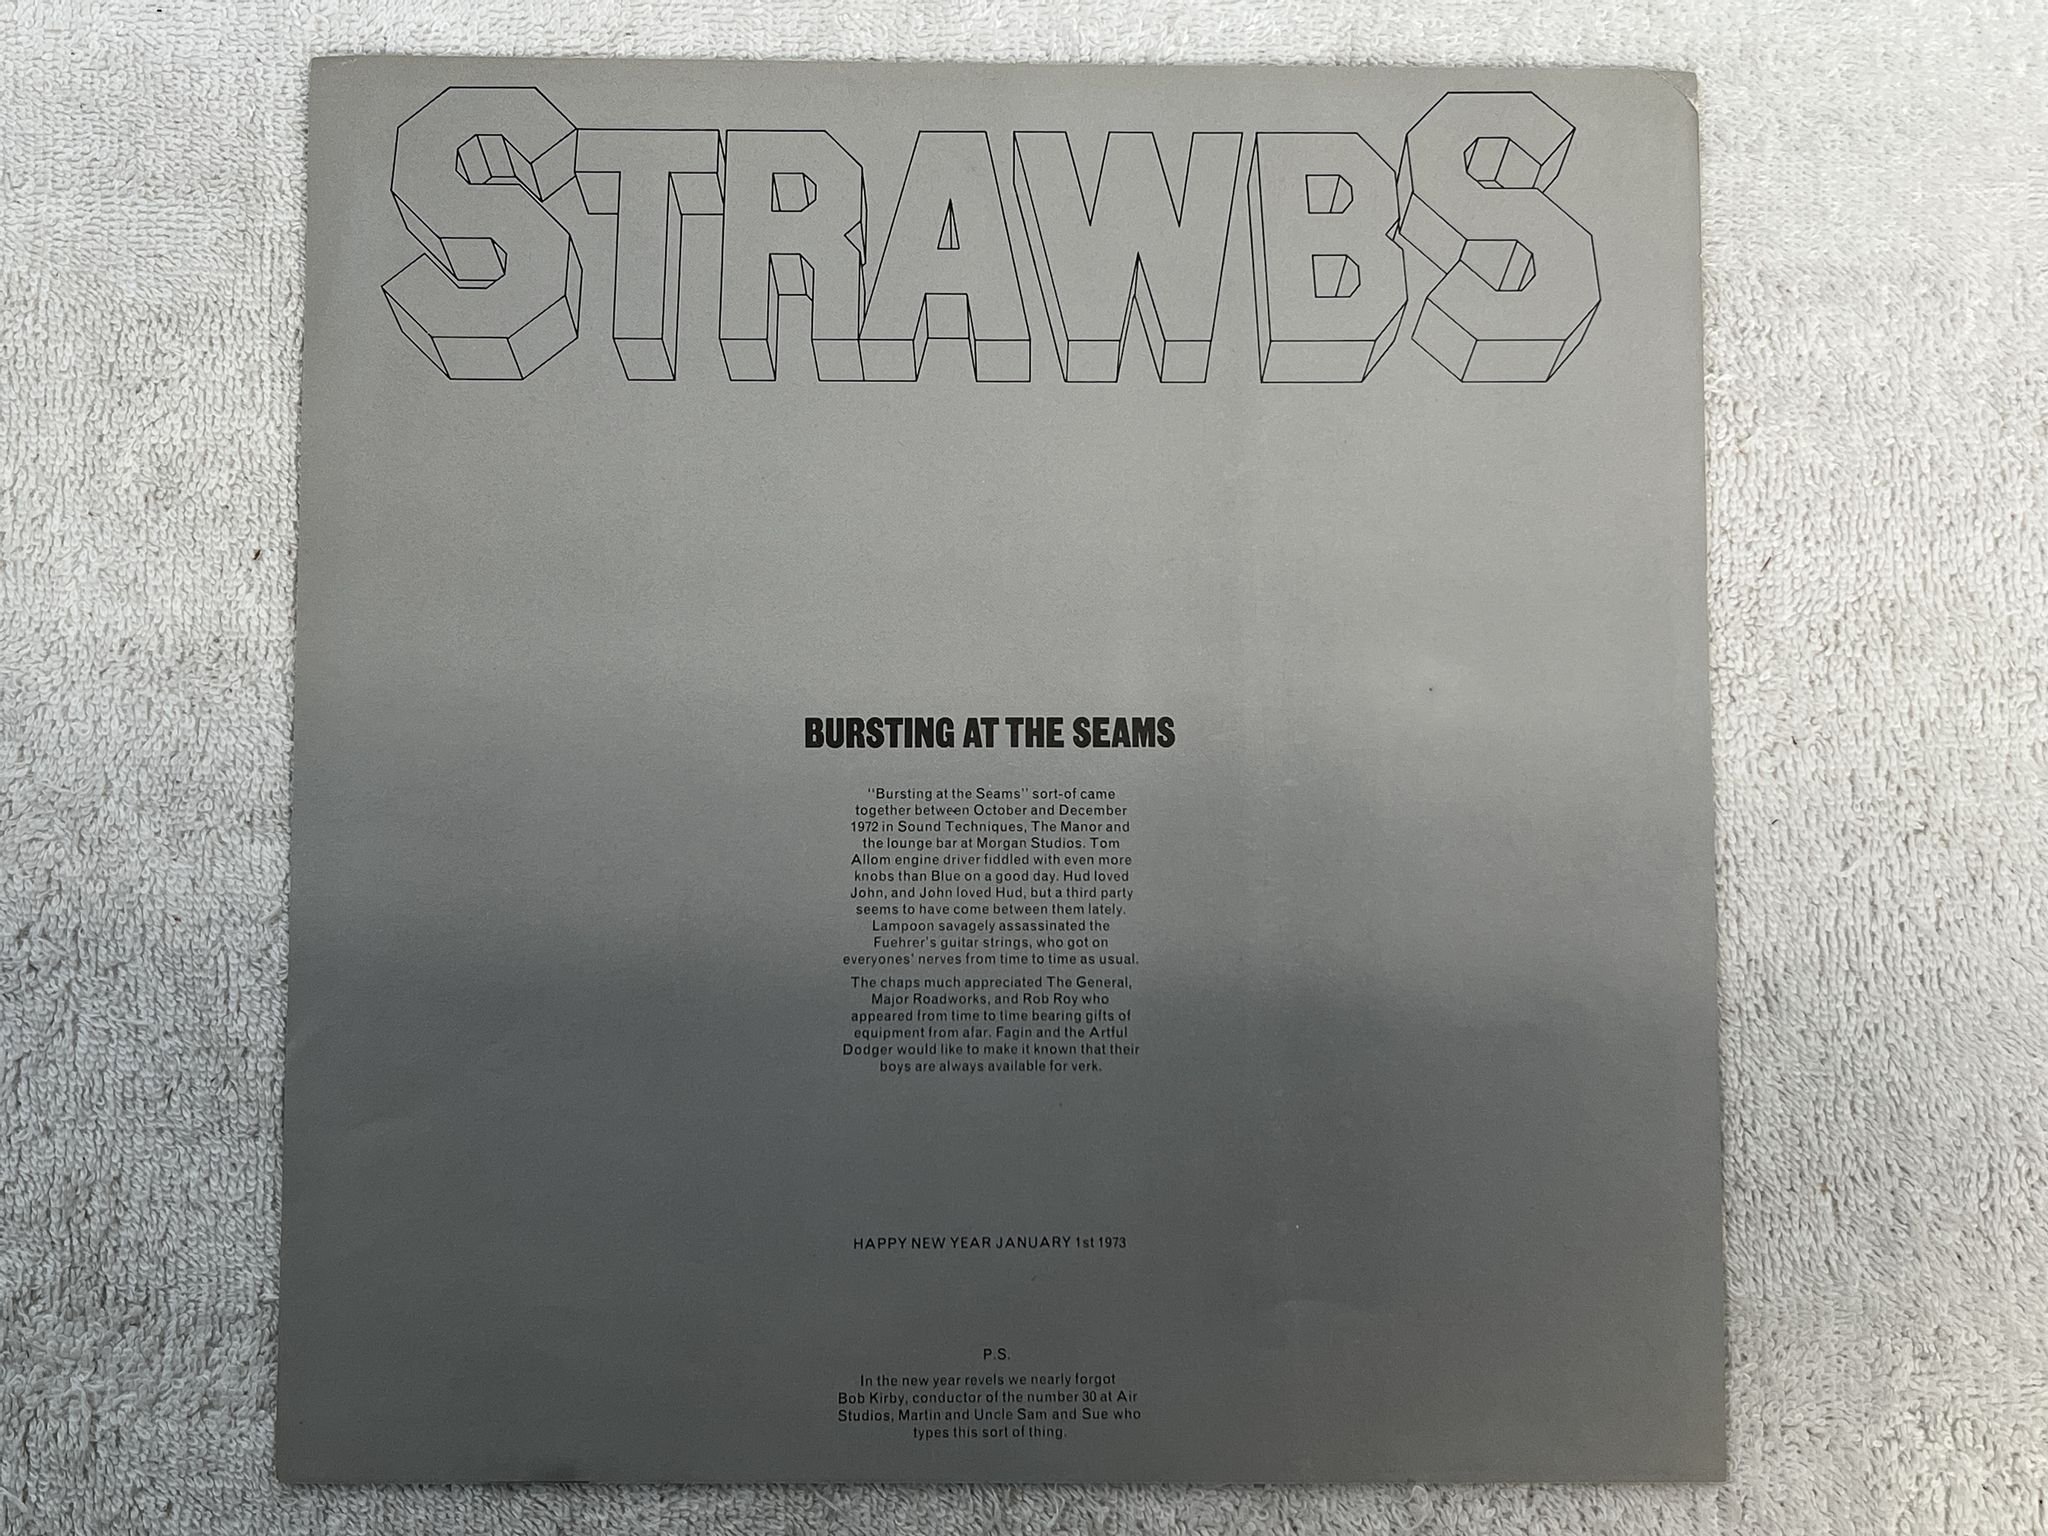 STRAWBS
BURSTING AT THE SEAMS
"Bursting at the Seams" sort-of came
together between October and December
1972 in Sound Techniques, The Manor and
the lounge bar at Morgan Studios. Tom
Allom engine driver fiddled with even more
knobs than Blue on a good day. Hud loved
John, and John loved Hud, but a third party
seems to have come between them lately.
Lampoon savagely assassinated the
Fuehrer's guitar strings, who got on
everyones' nerves from time to time as usual.
The chaps much appreciated The General,
Major Roadworks, and Rob Roy who
appeared from time to time bearing gifts of
equipment from afar. Fagin and the Artful
Dodger would like to make it known that their
boys are always available for verk.
HAPPY NEW YEAR JANUARY 1st 1973
P.S.
In the new year revels we nearly forgot
Bob Kirby, conductor of the number 30 at Air
Studios, Martin and Uncle Sam and Sue who
types this sort of thing.